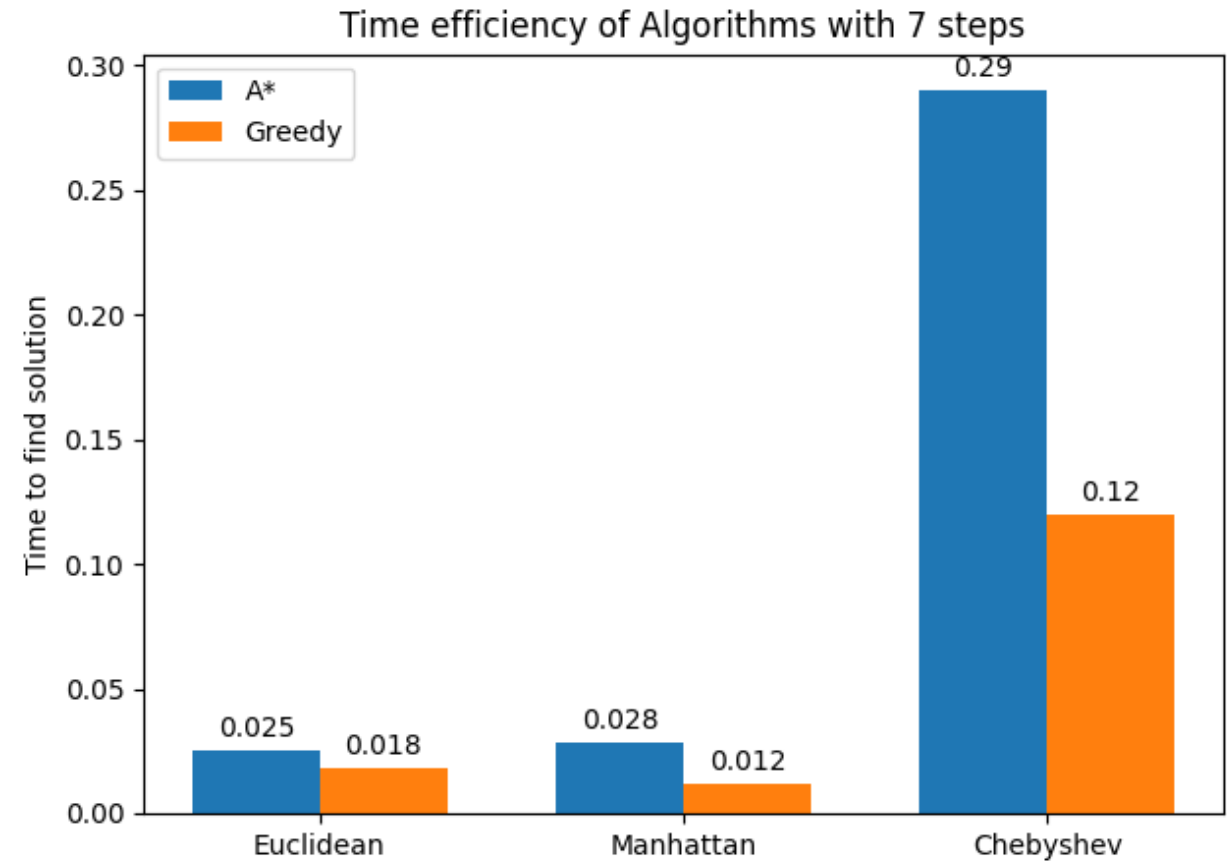 Time efficiency of Algorithms with 7 steps
A*
Greedy
Time to find solution
0.30
0.25
0.20
0.15
0.10
0.05
0.00
0.025
0.018
0.028
0.012
0.29
0.12
Euclidean
Manhattan
Chebyshev